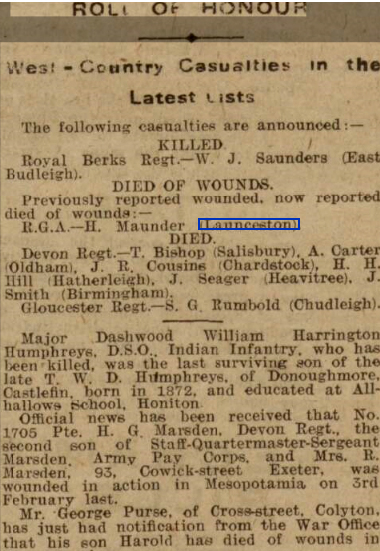 ROLL OF HONOUR
West-Country Casualties in the
Latest Lists
The following casualties are announced:—
KILLED.
Royal Berks Regt.—W. J. Saunders (East
Budleigh).
DIED OF WOUNDS.
Previously reported wounded, now reported
died of wounds:—
R.G.A.—H. Maunder (Launceston).
DIED.
Devon Regt.—T. Bishop (Salisbury), A. Carter
(Oldham), J. R. Cousins (Chardstock), H. H.
Hill (Hatherleigh), J. Seager (Heavitree), J.
Smith (Birmingham).
Gloucester Regt.—S. G. Rumbold (Chudleigh).
Major Dashwood William Harrington
Humphreys, D.S.O., Indian Infantry, who has
been killed, was the last surviving son of the
late T. W. D. Humphreys, of Donoughmore,
Castlefin, born in 1872, and educated at All-
hallows School, Honiton.
Official news has been received that No.
1705 Pte. H. G. Marsden, Devon Regt., the
second son of Staff-Quartermaster-Sergeant
Marsden, Army Pay Corps, and Mrs. R.
Marsden, 93, Cowick-street Exeter, was
wounded in action in Mesopotamia on 3rd
February last.
Mr. George Purse, of Cross-street, Colyton,
has just had notification from the War Office
that his son Harold has died of wounds in